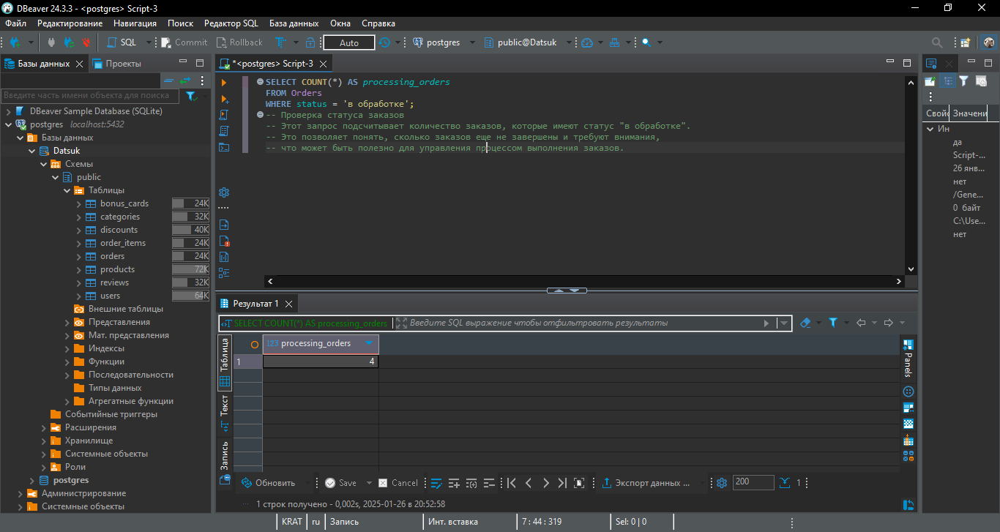 DBeaver 24.3.3 - <postgres> Script-3
Файл Редактирование Навигация Поиск Редактор SQL База данных Окна Справка
SQL Commit Rollback Auto postgres public@Datsuk
Базы данных Проекты
*<postgres> Script-3
Введите часть имени объекта для поиска
DBeaver Sample Database (SQLite)
postgres localhost:5432
Базы данных
Datsuk
Схемы
public
Таблицы
bonus_cards 24K
categories 32K
discounts 40K
order_items 24K
orders 24K
products 72K
reviews 32K
users 64K
Внешние таблицы
Представления
Мат. представления
Индексы
Функции
Последовательности
Типы данных
Агрегатные функции
Событийные триггеры
Расширения
Хранилище
Системные объекты
Роли
postgres
Администрирование
Системные объекты
SELECT COUNT(*) AS processing_orders
FROM Orders
WHERE status = 'в обработке';
-- Проверка статуса заказов
-- Этот запрос подсчитывает количество заказов, которые имеют статус "в обработке".
-- Это позволяет понять, сколько заказов еще не завершены и требуют внимания,
-- что может быть полезно для управления процессом выполнения заказов.
Результат 1
SELECT COUNT(*) AS processing_orders Введите SQL выражение чтобы отфильтровать результаты
Таблица
Текст
Запись
123 processing_orders
1 4
Panels
Обновить Save Cancel Экспорт данных ... 200 1
1 строк получено - 0,002s, 2025-01-26 в 20:52:58
Свой Значени
Ин
да
Script-...
26 янв...
нет
/Gene...
0 байт
C:\Use...
нет
KRAT ru Запись Инт. вставка 7 : 44 : 319 Sel: 0 | 0